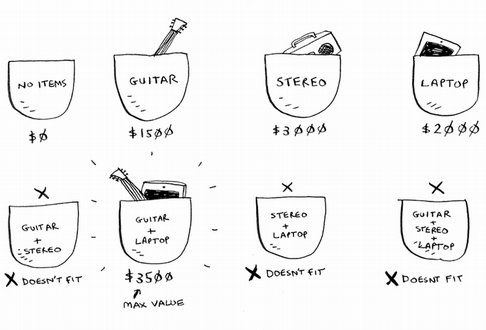 NO ITEMS
$0
GUITAR
$1500
STEREO
$3000
LAPTOP
$2000
X
GUITAR
+
STEREO
X DOESN'T FIT
GUITAR
+
LAPTOP
$3500
MAX VALUE
X
STEREO
+
LAPTOP
X DOESN'T FIT
X
GUITAR
+
STEREO
+
LAPTOP
X DOESNT FIT